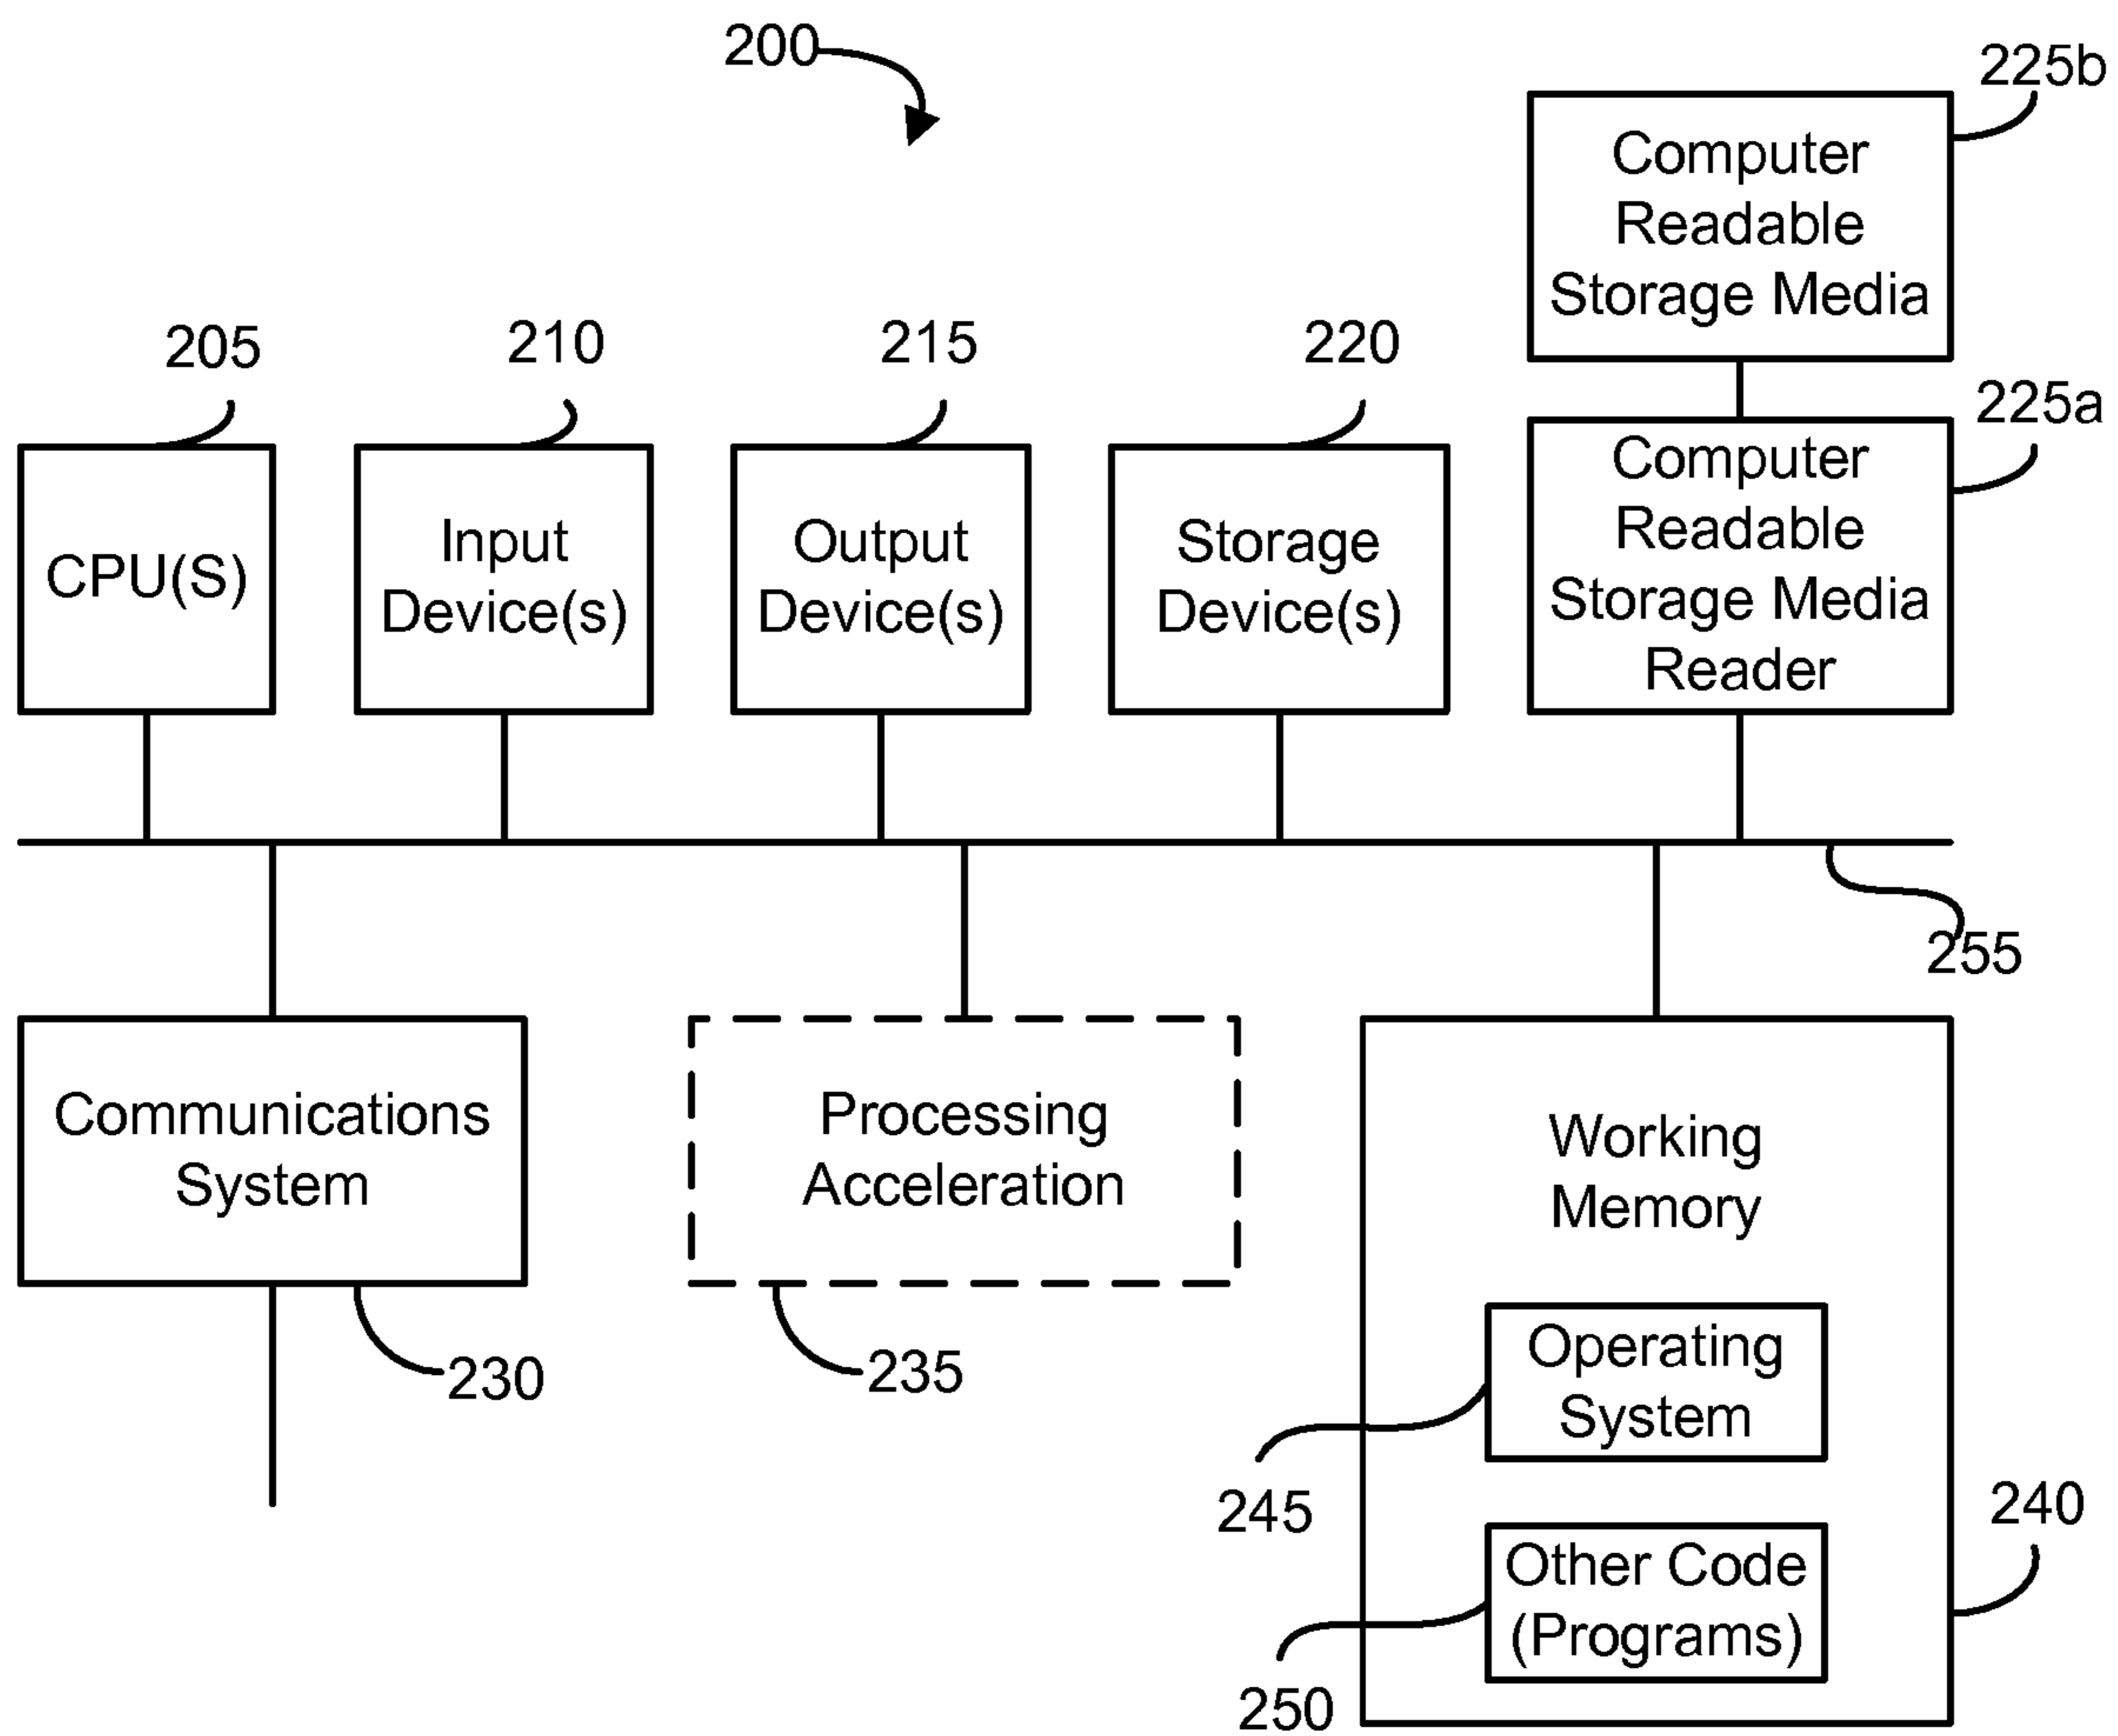 200
225b
Computer
Readable
Storage Media
205
210
215
220
225a
CPU(S)
Input
Device(s)
Output
Device(s)
Storage
Device(s)
Computer
Readable
Storage Media
Reader
255
Communications
System
230
Processing
Acceleration
235
Working
Memory
Operating
System
245
240
Other Code
(Programs)
250